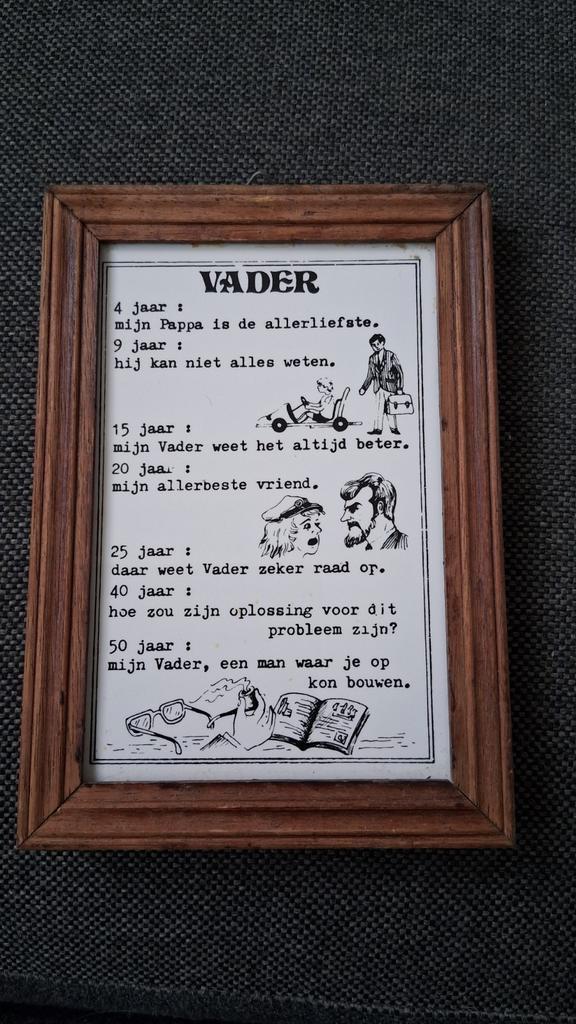 VADER
4 jaar :
mijn Pappa is de allerliefste.
9 jaar :
hij kan niet alles weten.
15 jaar :
mijn Vader weet het altijd beter.
20 jaar :
mijn allerbeste vriend.
25 jaar :
daar weet Vader zeker raad op.
40 jaar :
hoe zou zijn oplossing voor dit
probleem zijn?
50 jaar :
mijn Vader, een man waar je op
kon bouwen.